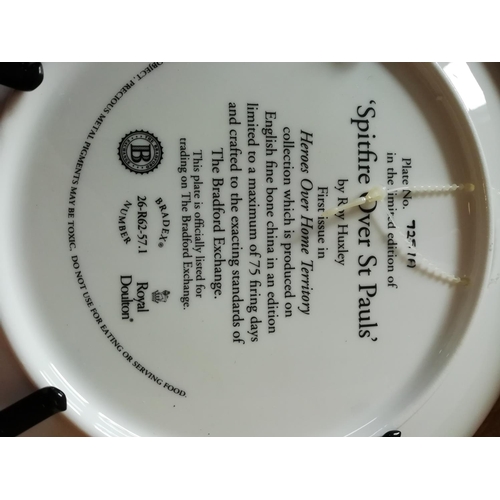 Plate No.
in the limited edition of
'Spitfire Over St Pauls'
by Roy Huxley
First issue in
Heroes Over Home Territory
collection which is produced on
English fine bone china in an edition
limited to a maximum of 75 firing days
and crafted to the exacting standards of
The Bradford Exchange.
This plate is officially listed for
trading on The Bradford Exchange.
B
BRADEX®
26-R62-57.1
NUMBER
Royal
Doulton®
OBJECT. PRECIOUS METAL PIGMENTS MAY BE TOXIC. DO NOT USE FOR EATING OR SERVING FOOD.